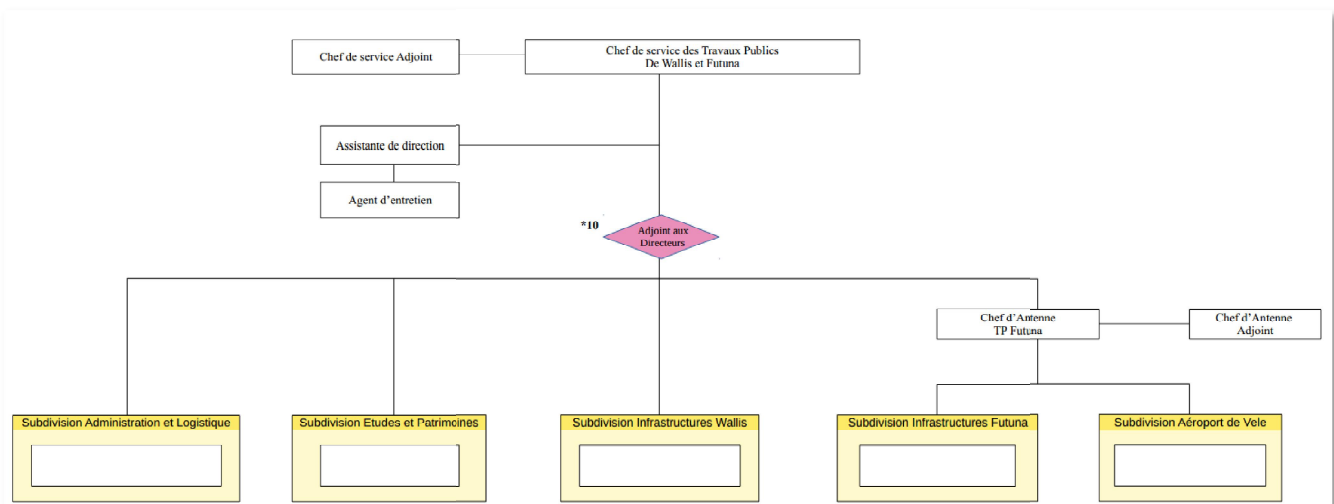 Chef de service Adjoint
Chef de service des Travaux Publics
De Wallis et Futuna
Assistante de direction
Agent d'entretien
*10
Adjoint aux
Directeurs
Chef d'Antenne
TP Futuna
Chef d'Antenne
Adjoint
Subdivision Administration et Logistique
Subdivision Etudes et Patrimoines
Subdivision Infrastructures Wallis
Subdivision Infrastructures Futuna
Subdivision Aéroport de Vele